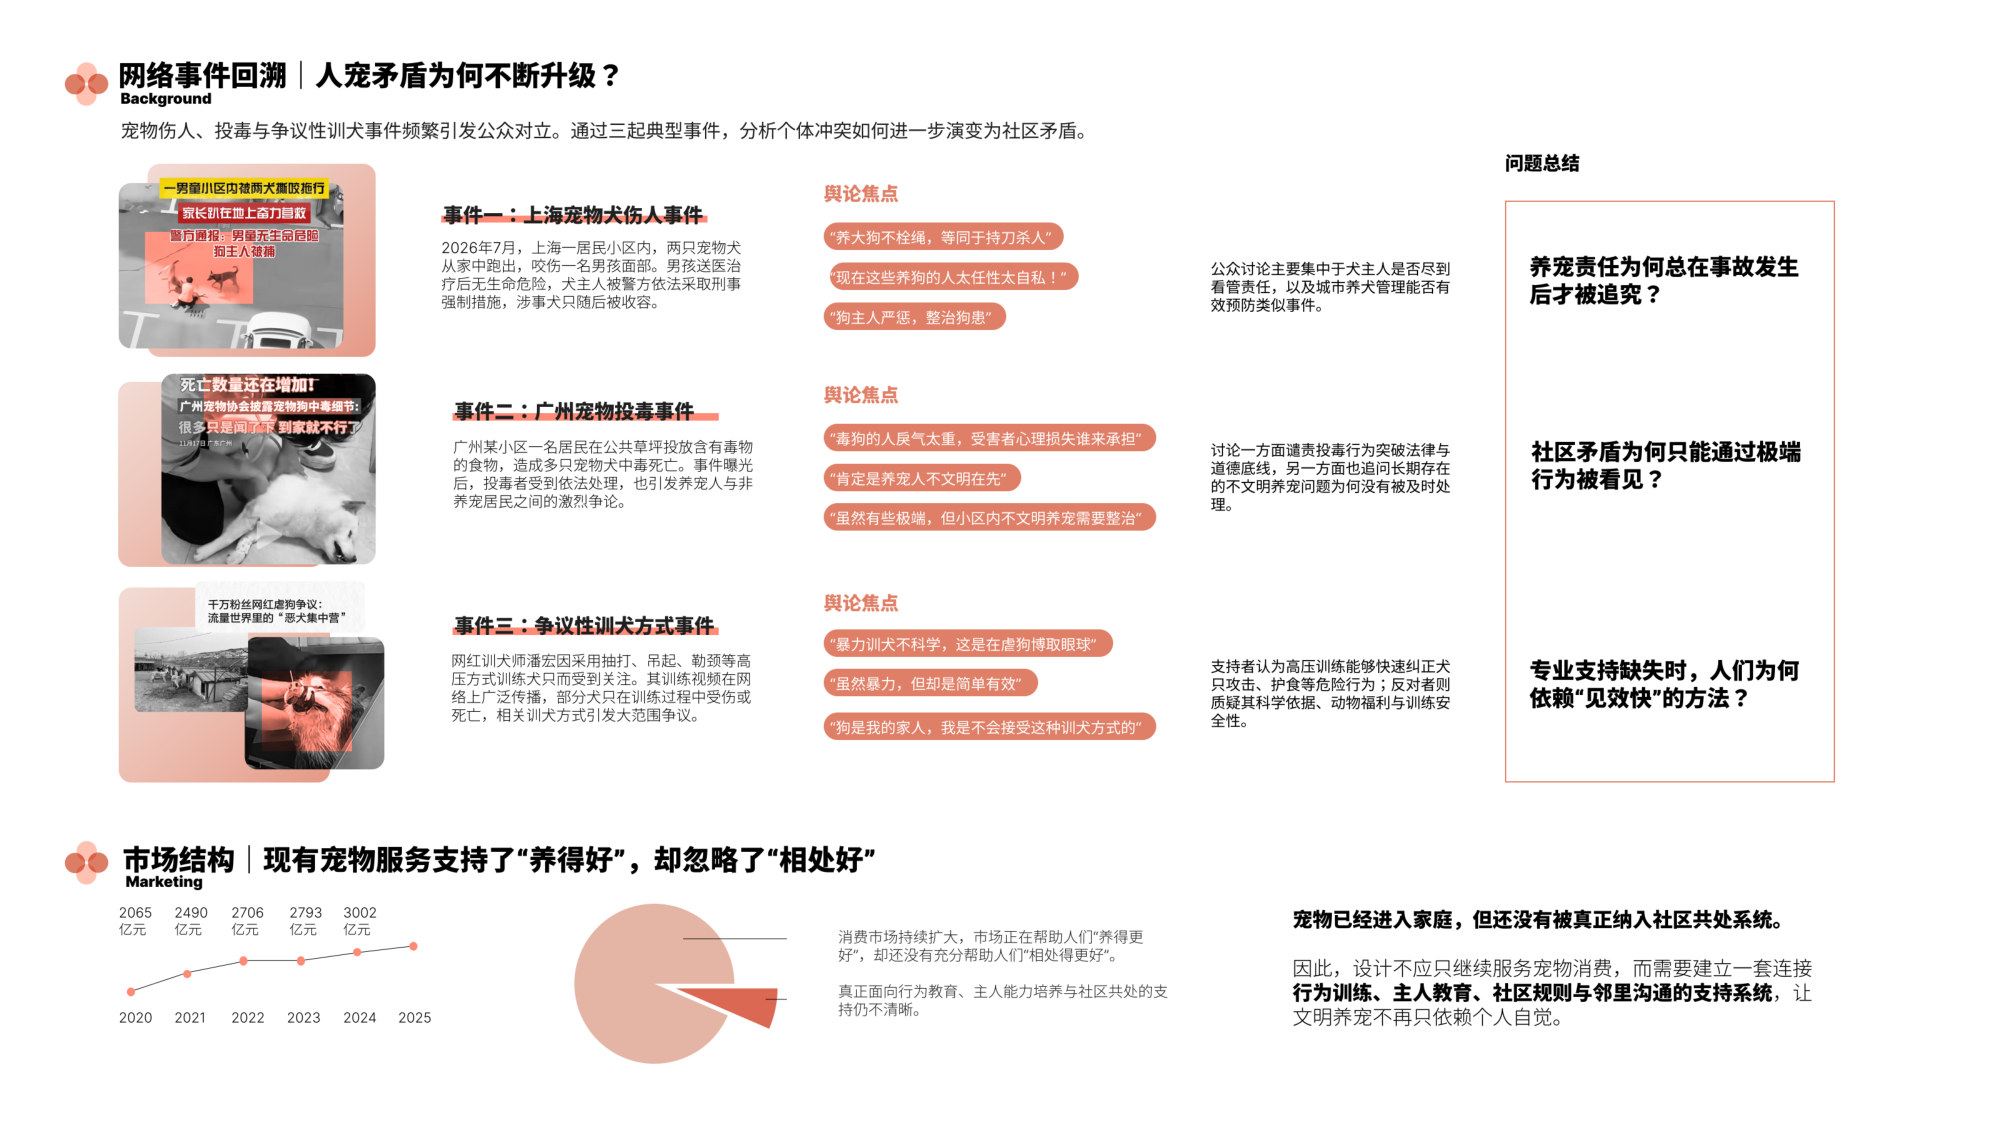 网络事件回溯｜人宠矛盾为何不断升级？
Background
宠物伤人、投毒与争议性训犬事件频繁引发公众对立。通过三起典型事件，分析个体冲突如何进一步演变为社区矛盾。
问题总结
一男童小区内被两犬撕咬拖行
家长趴在地上奋力营救
警方通报：男童无生命危险
狗主人被捕
事件一：上海宠物犬伤人事件
2026年7月，上海一居民小区内，两只宠物犬
从家中跑出，咬伤一名男孩面部。男孩送医治
疗后无生命危险，犬主人被警方依法采取刑事
强制措施，涉事犬只随后被收容。
舆论焦点
“养大狗不栓绳，等同于持刀杀人”
“现在这些养狗的人太任性太自私！”
“狗主人严惩，整治狗患”
公众讨论主要集中于犬主人是否尽到
看管责任，以及城市养犬管理能否有
效预防类似事件。
养宠责任为何总在事故发生
后才被追究？
死亡数量还在增加！
广州宠物协会披露宠物狗中毒细节：
很多只是闻了下 到家就不行了
11月17日 广东广州
事件二：广州宠物投毒事件
广州某小区一名居民在公共草坪投放含有毒物
的食物，造成多只宠物犬中毒死亡。事件曝光
后，投毒者受到依法处理，也引发养宠人与非
养宠居民之间的激烈争论。
舆论焦点
“毒狗的人戾气太重，受害者心理损失谁来承担”
“肯定是养宠人不文明在先”
“虽然有些极端，但小区内不文明养宠需要整治”
讨论一方面谴责投毒行为突破法律与
道德底线，另一方面也追问长期存在
的不文明养宠问题为何没有被及时处
理。
社区矛盾为何只能通过极端
行为被看见？
千万粉丝网红虐狗争议：
流量世界里的“恶犬集中营”
事件三：争议性训犬方式事件
网红训犬师潘宏因采用抽打、吊起、勒颈等高
压方式训练犬只而受到关注。其训练视频在网
络上广泛传播，部分犬只在训练过程中受伤或
死亡，相关训犬方式引发大范围争议。
舆论焦点
“暴力训犬不科学，这是在虐狗博取眼球”
“虽然暴力，但却是简单有效”
“狗是我的家人，我是不会接受这种训犬方式的”
支持者认为高压训练能够快速纠正犬
只攻击、护食等危险行为；反对者则
质疑其科学依据、动物福利与训练安
全性。
专业支持缺失时，人们为何
依赖“见效快”的方法？
市场结构｜现有宠物服务支持了“养得好”，却忽略了“相处好”
Marketing
2065 2490 2706 2793 3002
亿元 亿元 亿元 亿元 亿元
2020 2021 2022 2023 2024 2025
消费市场持续扩大，市场正在帮助人们“养得更
好”，却还没有充分帮助人们“相处得更好”。
真正面向行为教育、主人能力培养与社区共处的支
持仍不清晰。
宠物已经进入家庭，但还没有被真正纳入社区共处系统。
因此，设计不应只继续服务宠物消费，而需要建立一套连接
行为训练、主人教育、社区规则与邻里沟通的支持系统，让
文明养宠不再只依赖个人自觉。